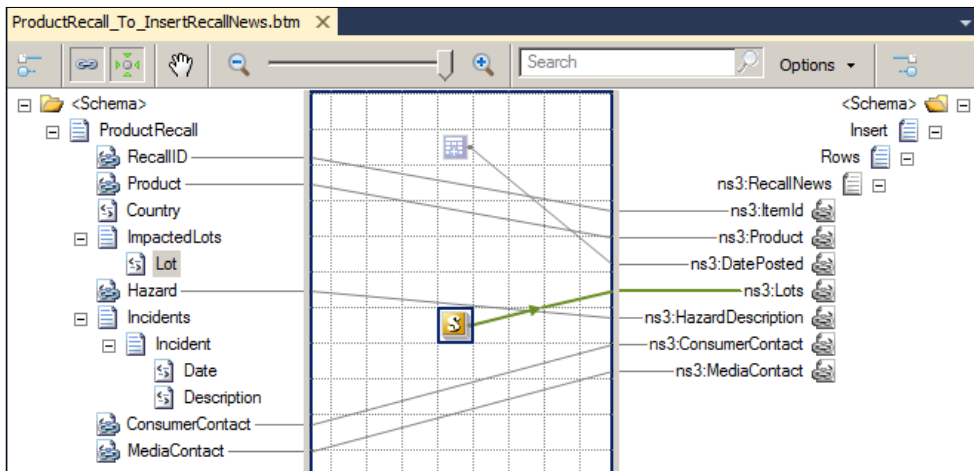 ProductRecall_To_InsertRecallNews.btm
Search
Options
<Schema>
ProductRecall
RecallID
Product
Country
ImpactedLots
Lot
Hazard
Incidents
Incident
Date
Description
ConsumerContact
MediaContact
<Schema>
Insert
Rows
ns3:RecallNews
ns3:ItemId
ns3:Product
ns3:DatePosted
ns3:Lots
ns3:HazardDescription
ns3:ConsumerContact
ns3:MediaContact